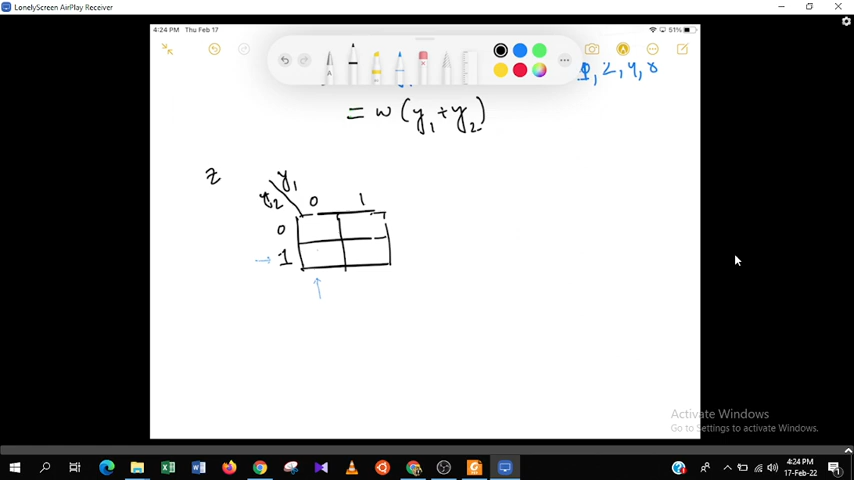 LonelyScreen AirPlay Receiver
4:24 PM Thu Feb 17
51%
1, 2, 4, 8
= w (y₁ + y₂)
z
y₁
0 1
0
1
Activate Windows
Go to Settings to activate Windows.
4:24 PM
17-Feb-22